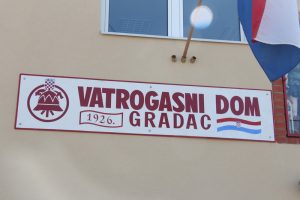 VATROGASNI DOM
1926. GRADAC